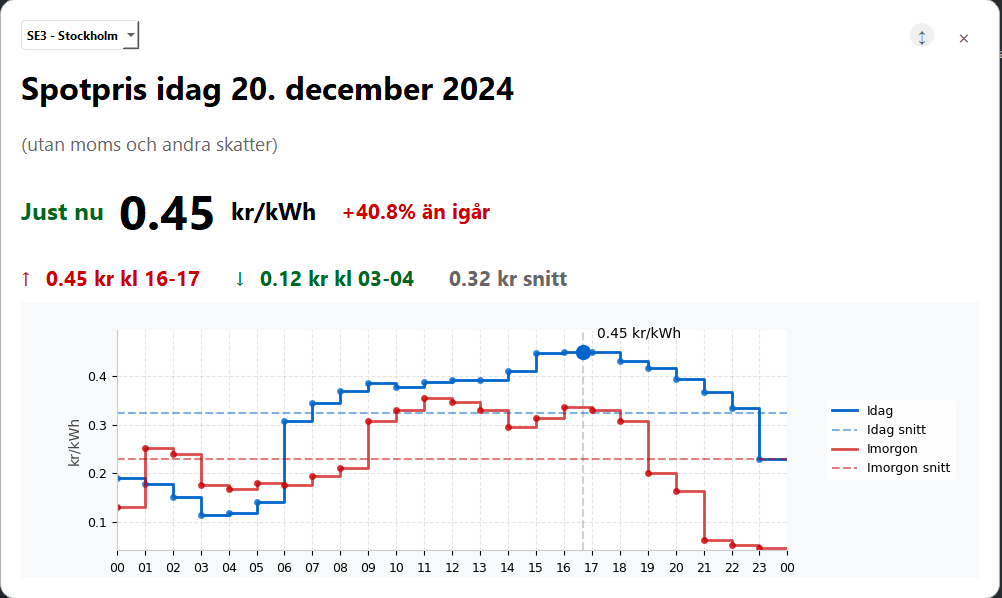 SE3 - Stockholm
Spotpris idag 20. december 2024
(utan moms och andra skatter)
Just nu 0.45 kr/kWh +40.8% än igår
↑ 0.45 kr kl 16-17 ↓ 0.12 kr kl 03-04 0.32 kr snitt
0.45 kr/kWh
kr/kWh
0.4
0.3
0.2
0.1
00 01 02 03 04 05 06 07 08 09 10 11 12 13 14 15 16 17 18 19 20 21 22 23 00
Idag
Idag snitt
Imorgon
Imorgon snitt